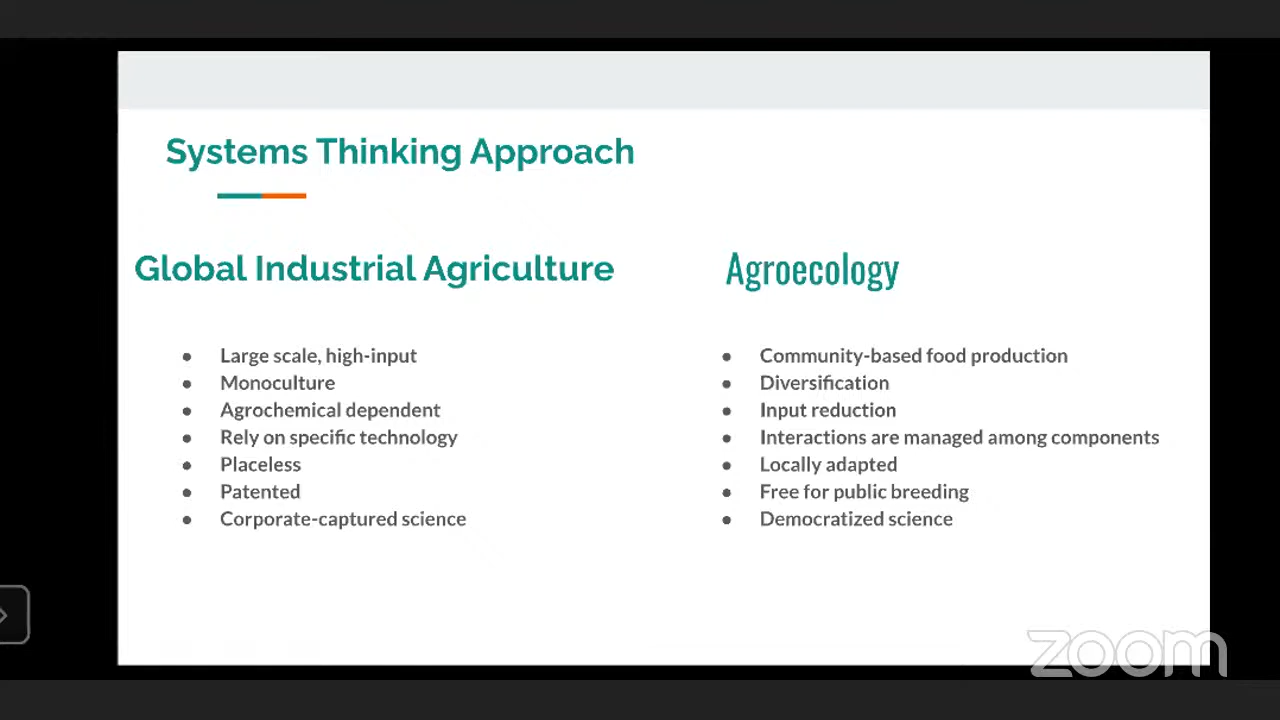 Systems Thinking Approach
Global Industrial Agriculture
Large scale, high-input
Monoculture
Agrochemical dependent
Rely on specific technology
Placeless
Patented
Corporate-captured science
Agroecology
Community-based food production
Diversification
Input reduction
Interactions are managed among components
Locally adapted
Free for public breeding
Democratized science
zoom